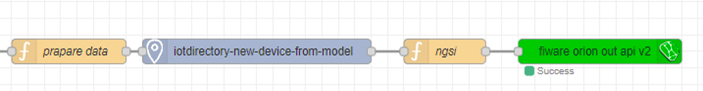 prapare data
iotdirectory-new-device-from-model
ngsi
fiware orion out api v2
Success